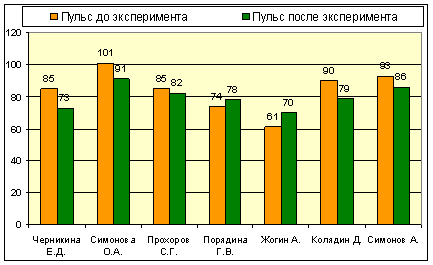 Пульс до эксперимента Пульс после эксперимента
120
100
80
60
40
20
0
85 73 101 91 85 82 74 78 61 70 90 79 93 86
Черникина Симонова Прохоров Порядина Жогин А. Колядин Д. Симонов А.
Е.Д. О.А. С.Г. Г.В.